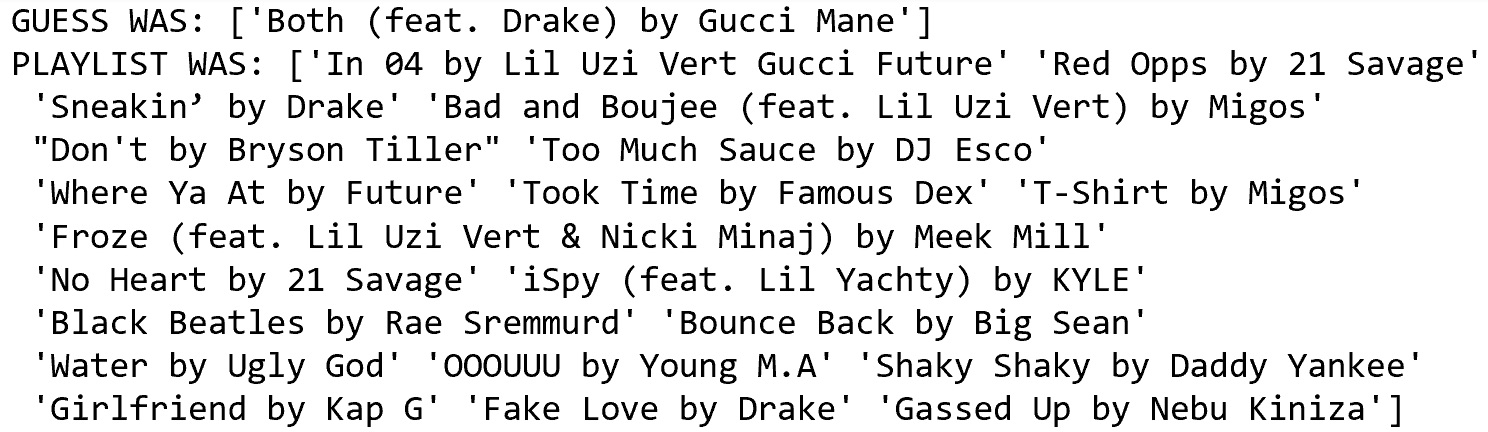 GUESS WAS: ['Both (feat. Drake) by Gucci Mane']
PLAYLIST WAS: ['In 04 by Lil Uzi Vert Gucci Future' 'Red Opps by 21 Savage'
'Sneakin’ by Drake' 'Bad and Boujee (feat. Lil Uzi Vert) by Migos'
"Don't by Bryson Tiller" 'Too Much Sauce by DJ Esco'
'Where Ya At by Future' 'Took Time by Famous Dex' 'T-Shirt by Migos'
'Froze (feat. Lil Uzi Vert & Nicki Minaj) by Meek Mill'
'No Heart by 21 Savage' 'iSpy (feat. Lil Yachty) by KYLE'
'Black Beatles by Rae Sremmurd' 'Bounce Back by Big Sean'
'Water by Ugly God' 'OOOUUU by Young M.A' 'Shaky Shaky by Daddy Yankee'
'Girlfriend by Kap G' 'Fake Love by Drake' 'Gassed Up by Nebu Kiniza']